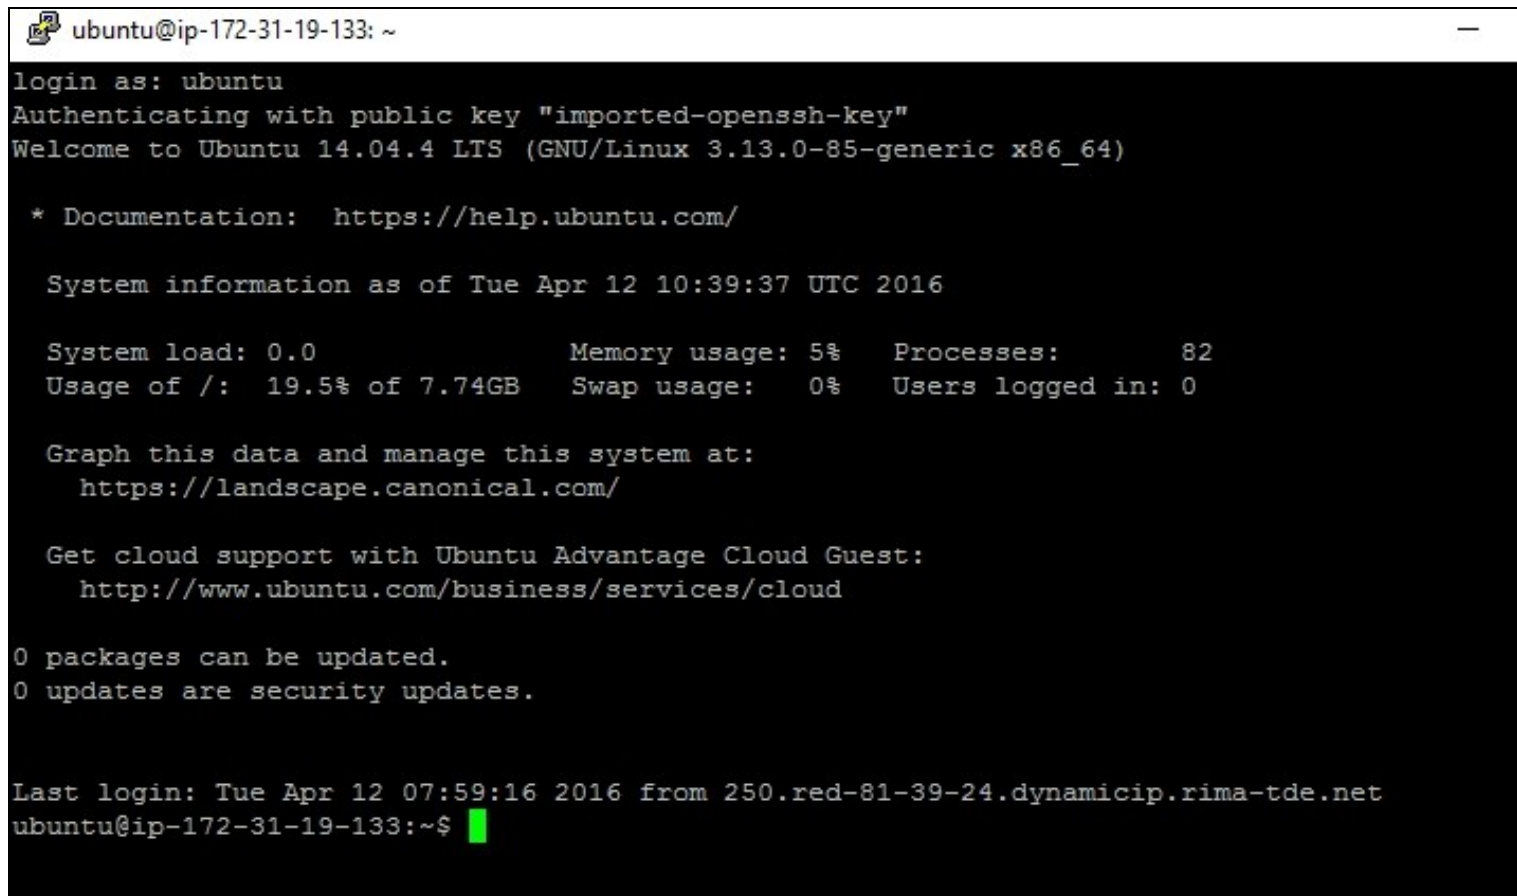 ubuntu@ip-172-31-19-133: ~
login as: ubuntu
Authenticating with public key "imported-openssh-key"
Welcome to Ubuntu 14.04.4 LTS (GNU/Linux 3.13.0-85-generic x86_64)
* Documentation:  https://help.ubuntu.com/
System information as of Tue Apr 12 10:39:37 UTC 2016
System load: 0.0               Memory usage: 5%   Processes:       82
Usage of /:  19.5% of 7.74GB   Swap usage:   0%   Users logged in: 0
Graph this data and manage this system at:
https://landscape.canonical.com/
Get cloud support with Ubuntu Advantage Cloud Guest:
http://www.ubuntu.com/business/services/cloud
0 packages can be updated.
0 updates are security updates.
Last login: Tue Apr 12 07:59:16 2016 from 250.red-81-39-24.dynamicip.rima-tde.net
ubuntu@ip-172-31-19-133:~$